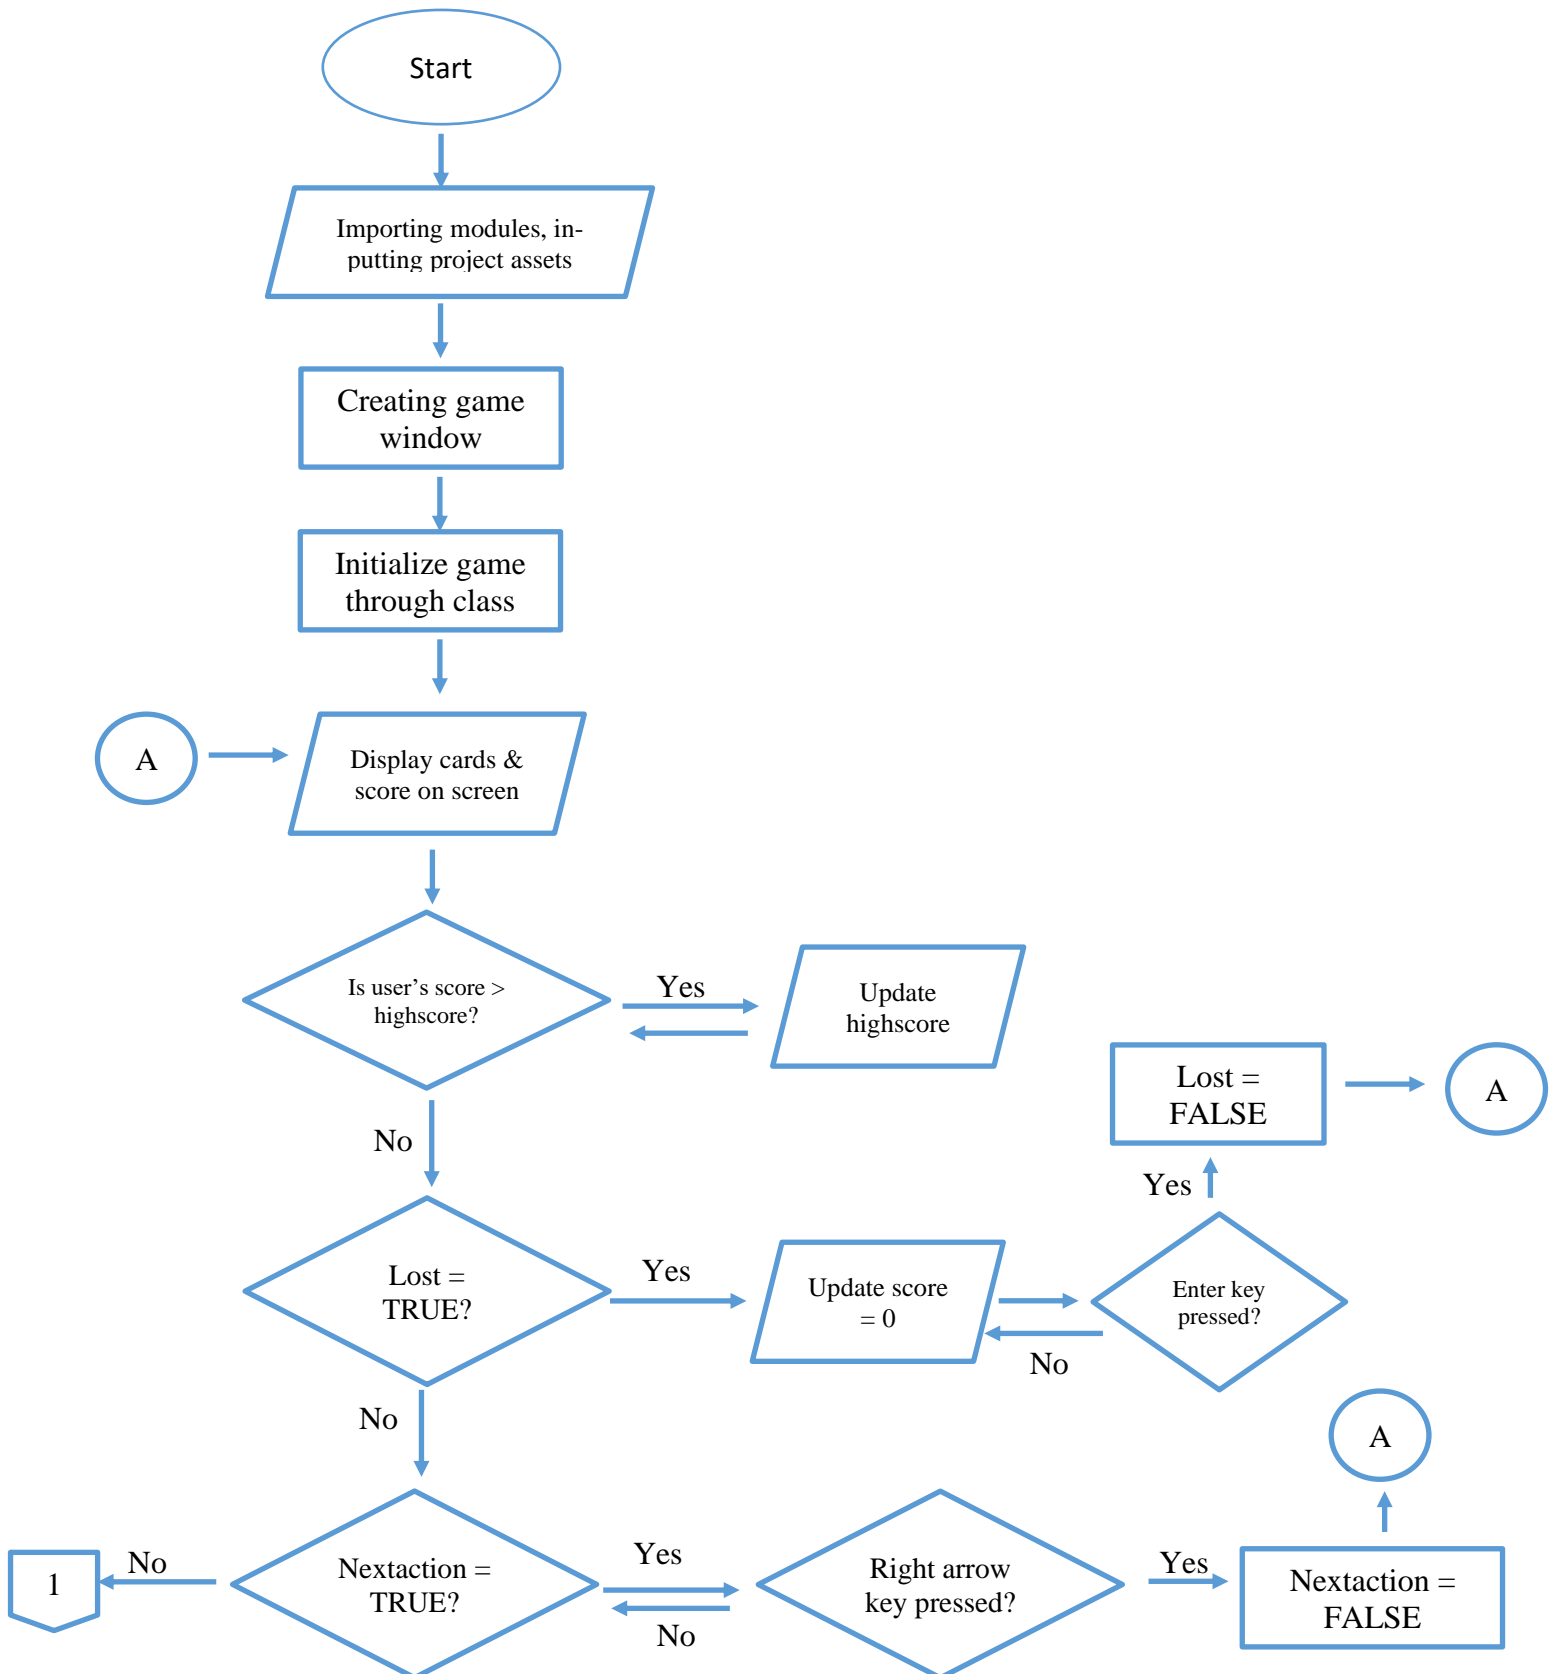 Start
Importing modules, in-
putting project assets
Creating game
window
Initialize game
through class
A
Display cards &
score on screen
Is user’s score >
highscore?
Yes
Update
highscore
No
Lost =
FALSE
A
Yes
Lost =
TRUE?
Yes
Update score
= 0
Enter key
pressed?
No
No
A
1
No
Nextaction =
TRUE?
Yes
No
Right arrow
key pressed?
Yes
Nextaction =
FALSE